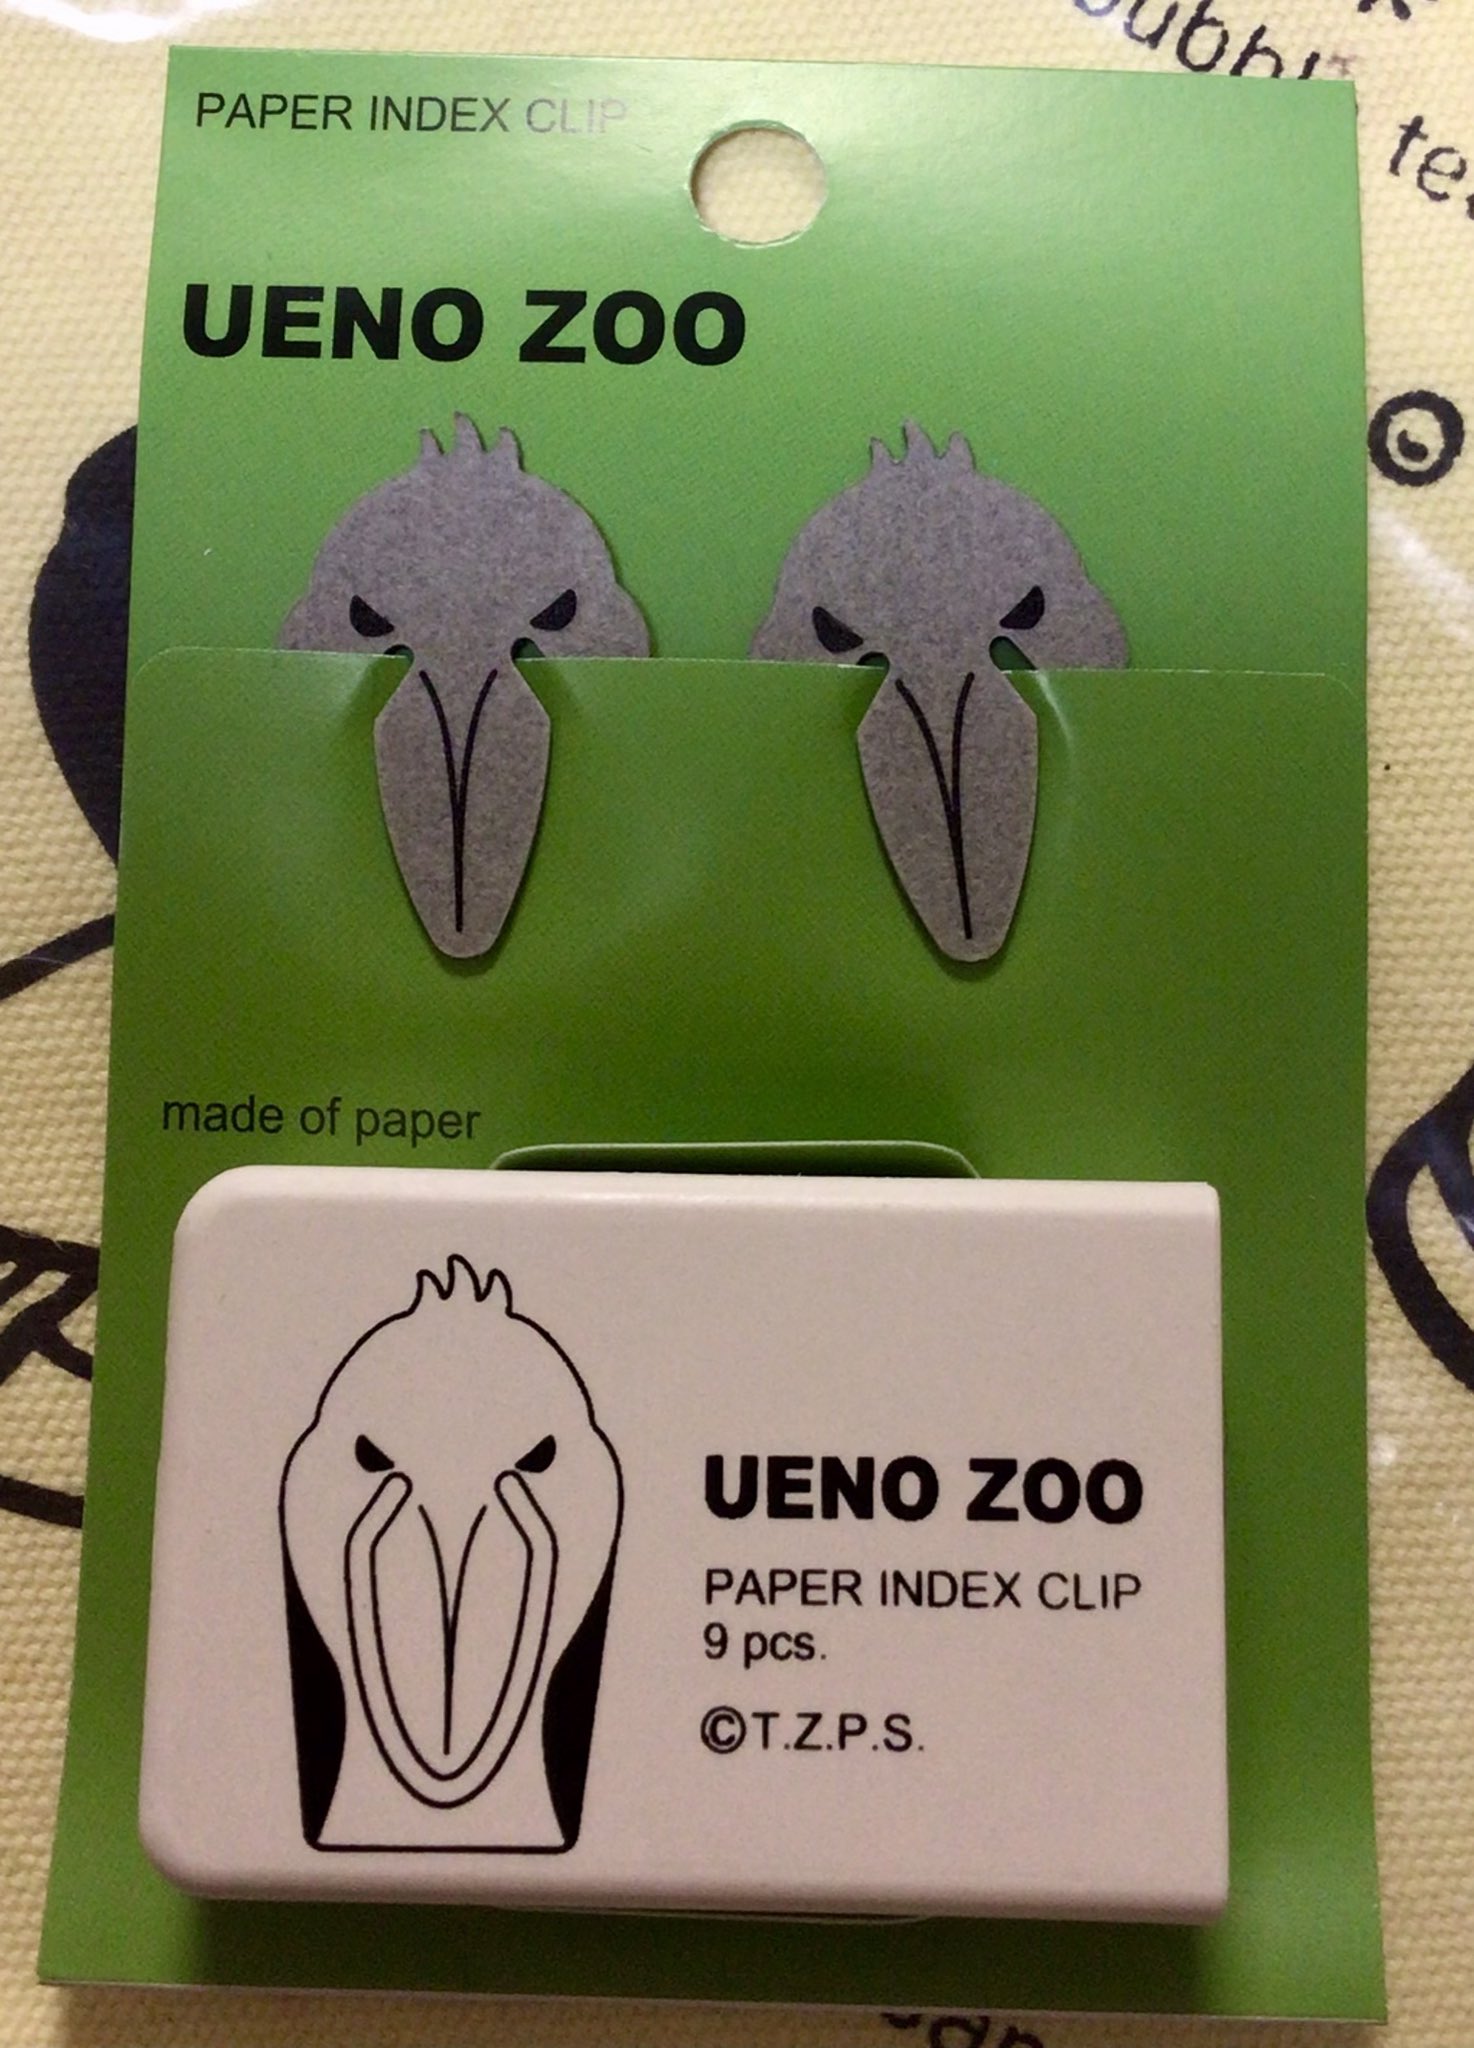 PAPER INDEX CLIP
UENO ZOO
made of paper
UENO ZOO
PAPER INDEX CLIP
9 pcs.
©T.Z.P.S.